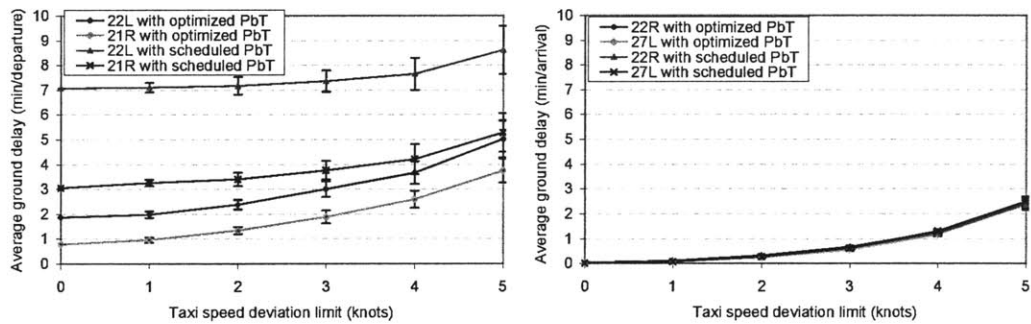 Average ground delay (min/departure)
10
9
8
7
6
5
4
3
2
1
0
22L with optimized PbT
21R with optimized PbT
22L with scheduled PbT
21R with scheduled PbT
0 1 2 3 4 5
Taxi speed deviation limit (knots)
Average ground delay (min/arrival)
10
9
8
7
6
5
4
3
2
1
0
22R with optimized PbT
27L with optimized PbT
22R with scheduled PbT
27L with scheduled PbT
0 1 2 3 4 5
Taxi speed deviation limit (knots)